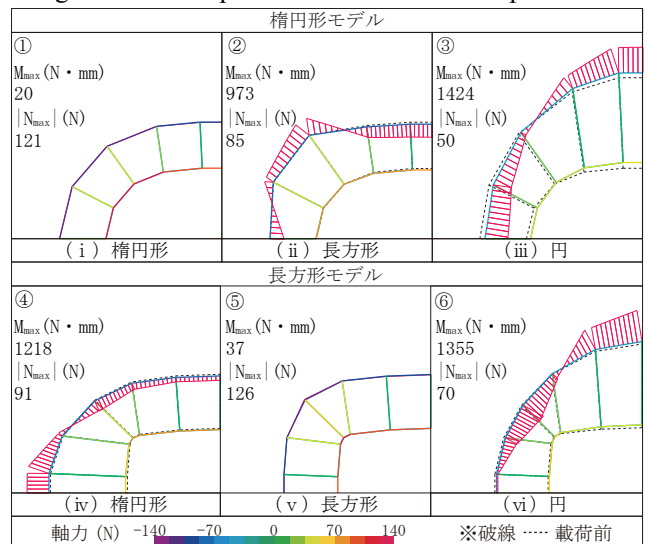 楕円形モデル
①
Mmax(N・mm)
20
|Nmax|(N)
121
(ⅰ)楕円形
②
Mmax(N・mm)
973
|Nmax|(N)
85
(ⅱ)長方形
③
Mmax(N・mm)
1424
|Nmax|(N)
50
(ⅲ)円
長方形モデル
④
Mmax(N・mm)
1218
|Nmax|(N)
91
(ⅳ)楕円形
⑤
Mmax(N・mm)
37
|Nmax|(N)
126
(ⅴ)長方形
⑥
Mmax(N・mm)
1355
|Nmax|(N)
70
(ⅵ)円
軸力 (N) -140 -70 0 70 140 ※破線 ---- 載荷前